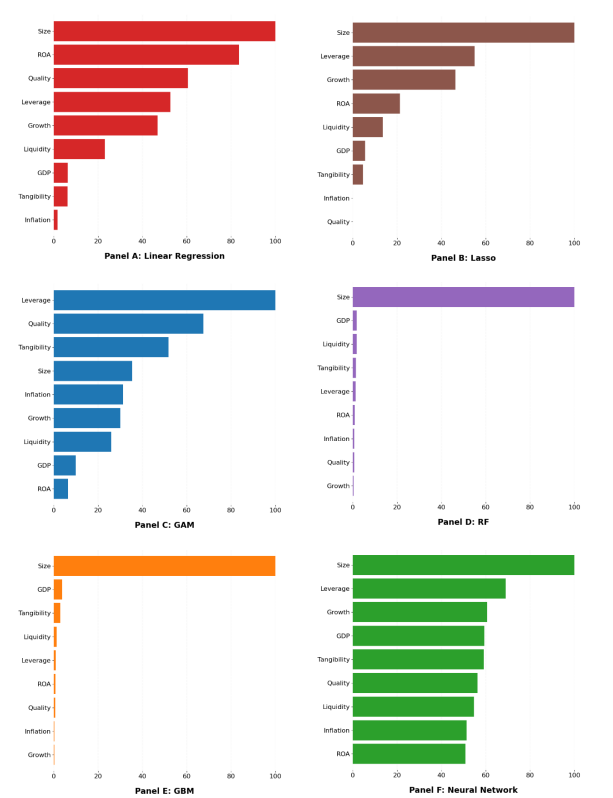 Size
ROA
Quality
Leverage
Growth
Liquidity
GDP
Tangibility
Inflation
0 20 40 60 80 100
Panel A: Linear Regression
Size
Leverage
Growth
ROA
Liquidity
GDP
Tangibility
Inflation
Quality
0 20 40 60 80 100
Panel B: Lasso
Leverage
Quality
Tangibility
Size
Inflation
Growth
Liquidity
GDP
ROA
0 20 40 60 80 100
Panel C: GAM
Size
GDP
Liquidity
Tangibility
Leverage
ROA
Inflation
Quality
Growth
0 20 40 60 80 100
Panel D: RF
Size
GDP
Tangibility
Liquidity
Leverage
ROA
Quality
Inflation
Growth
0 20 40 60 80 100
Panel E: GBM
Size
Leverage
Growth
GDP
Tangibility
Quality
Liquidity
Inflation
ROA
0 20 40 60 80 100
Panel F: Neural Network